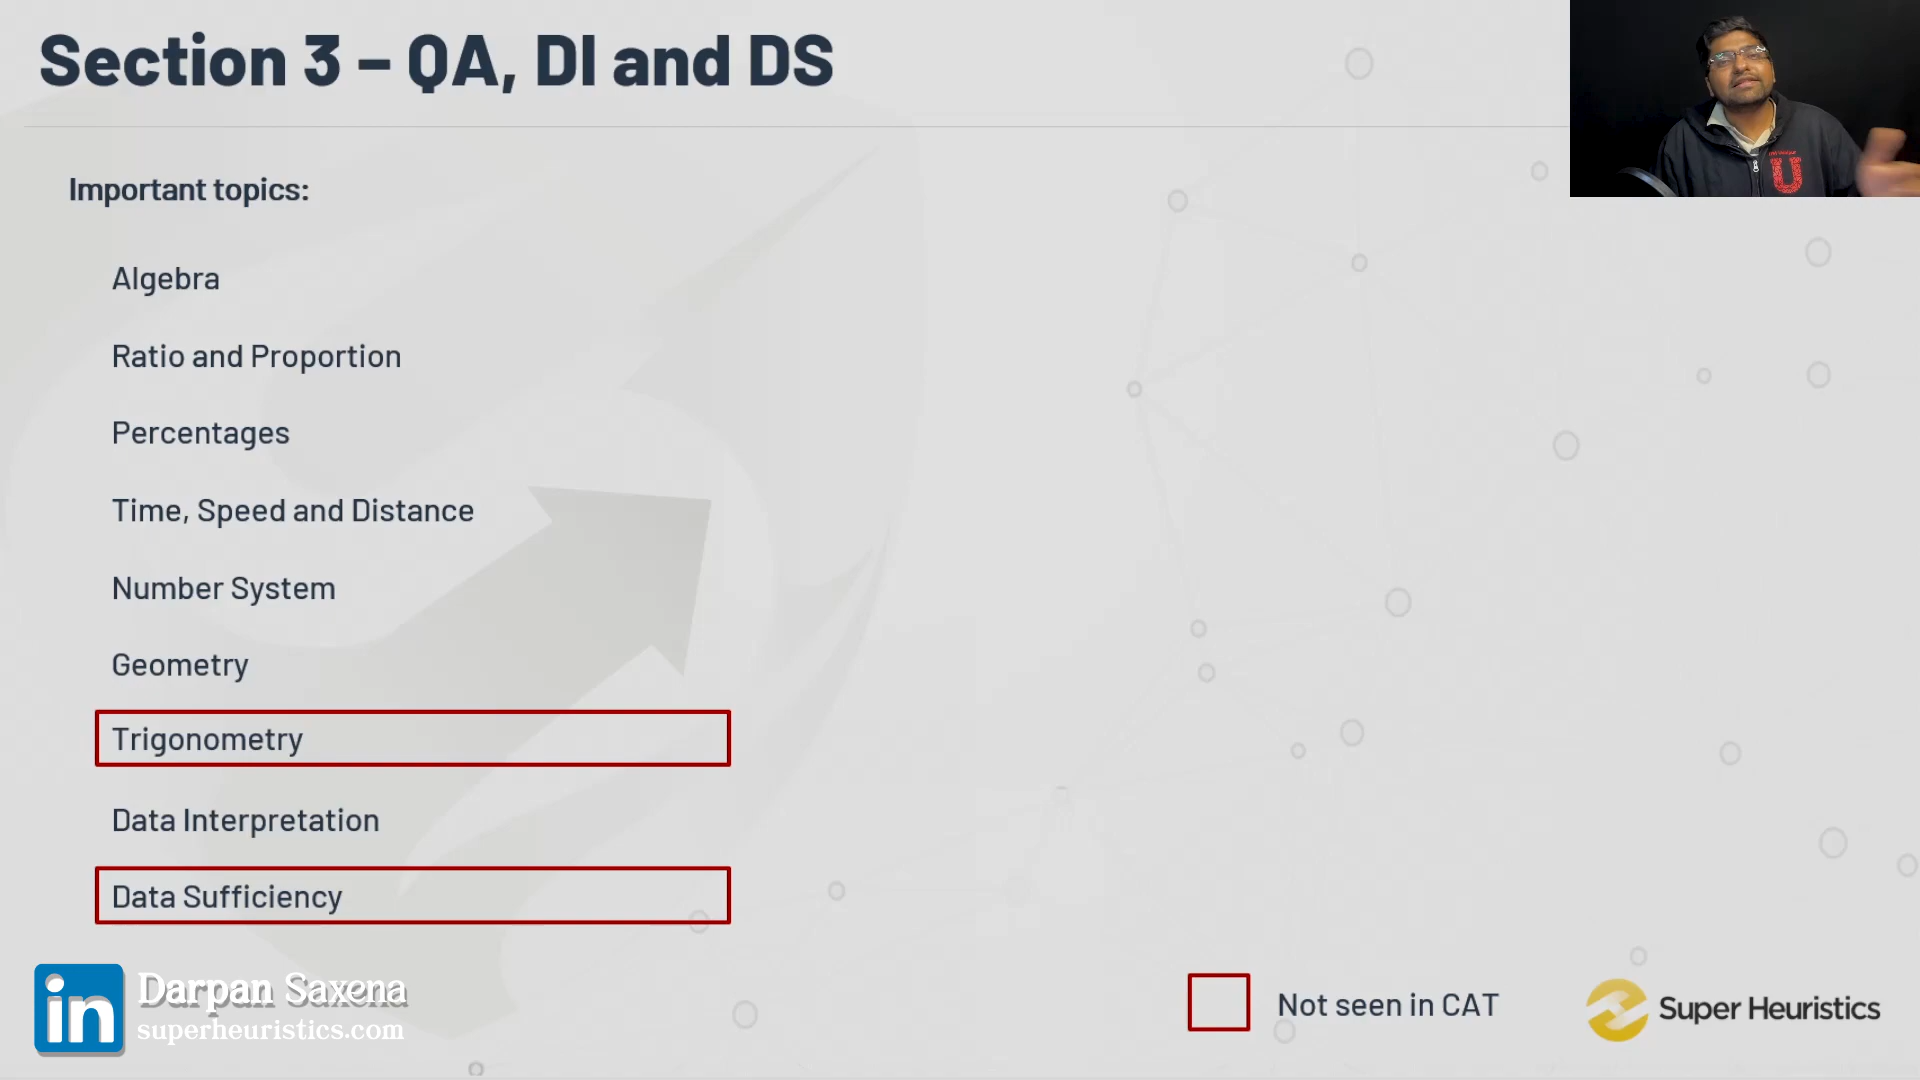 Section 3 – QA, DI and DS
Important topics:
Algebra
Ratio and Proportion
Percentages
Time, Speed and Distance
Number System
Geometry
Trigonometry
Data Interpretation
Data Sufficiency
in Darpan Saxena
superheuristics.com
Not seen in CAT
Super Heuristics
U